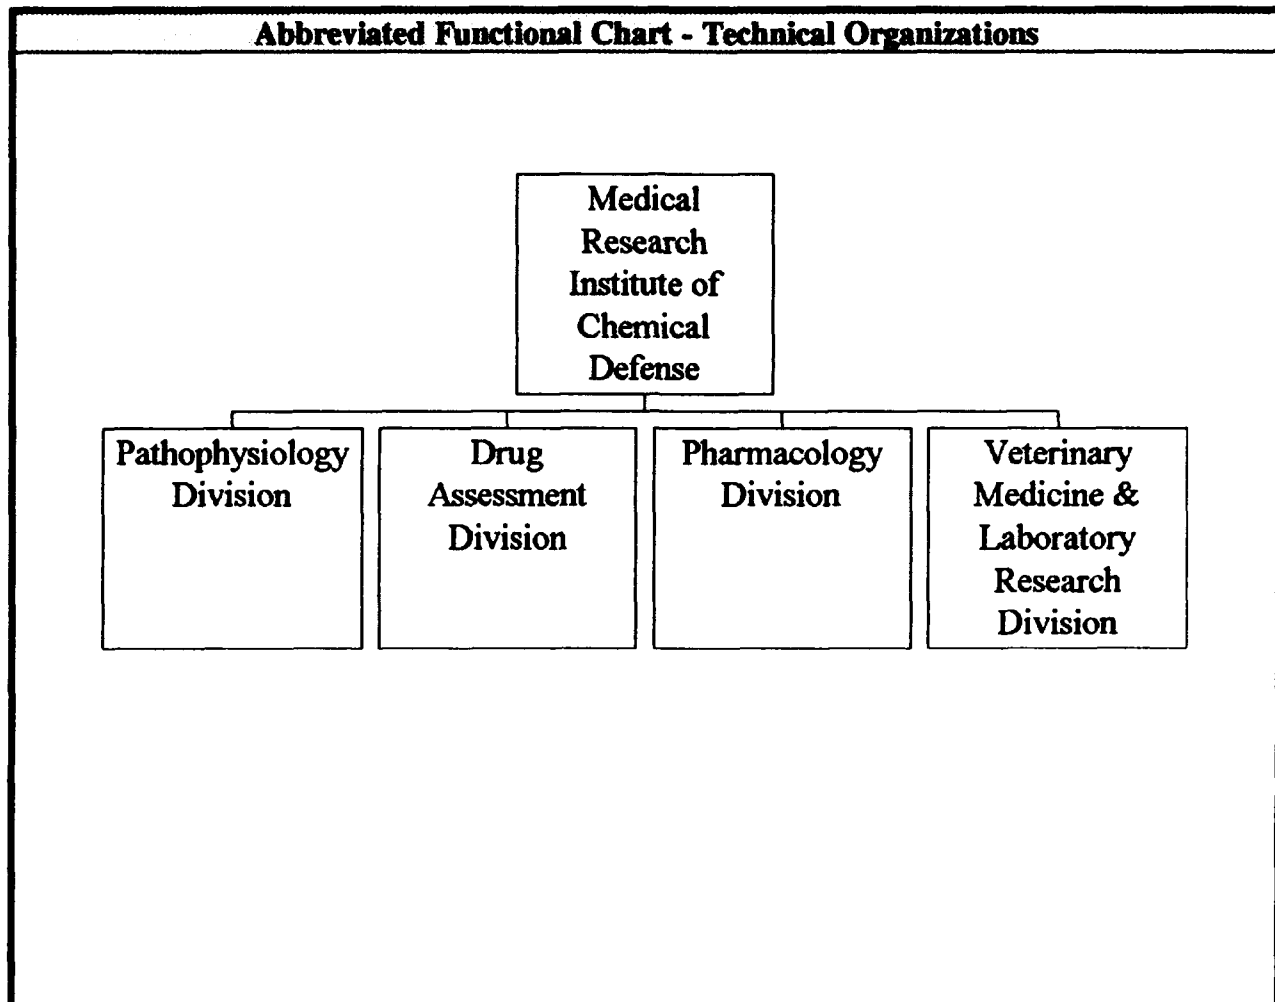 Abbreviated Functional Chart - Technical Organizations
Medical
Research
Institute of
Chemical
Defense
Pathophysiology
Division
Drug
Assessment
Division
Pharmacology
Division
Veterinary
Medicine &
Laboratory
Research
Division